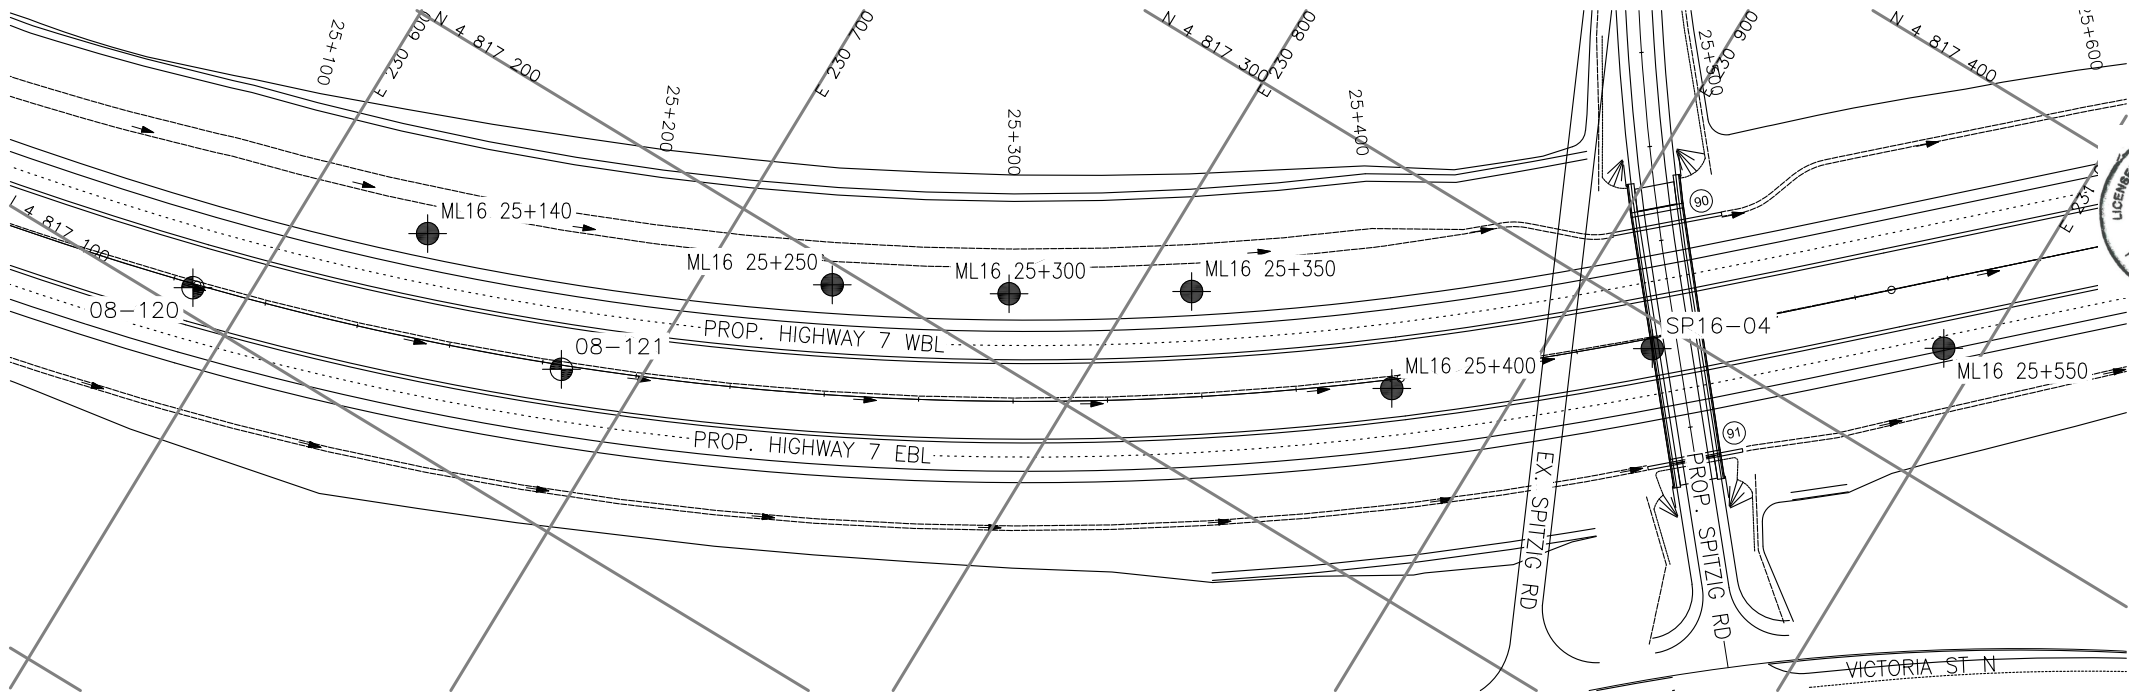 25+100
E 230 600
N 4 817 200
E 230 700
25+200
25+300
N 4 817 300
E 230 800
25+400
25+500
230 900
N 4 817 400
25+600
LICENSE
4 817 100
ML16 25+140
ML16 25+250
ML16 25+300
ML16 25+350
90
08-120
08-121
PROP. HIGHWAY 7 WBL
SP16-04
ML16 25+400
ML16 25+550
PROP. HIGHWAY 7 EBL
91
EX. SPITZIG RD
PROP. SPITZIG RD
VICTORIA ST N